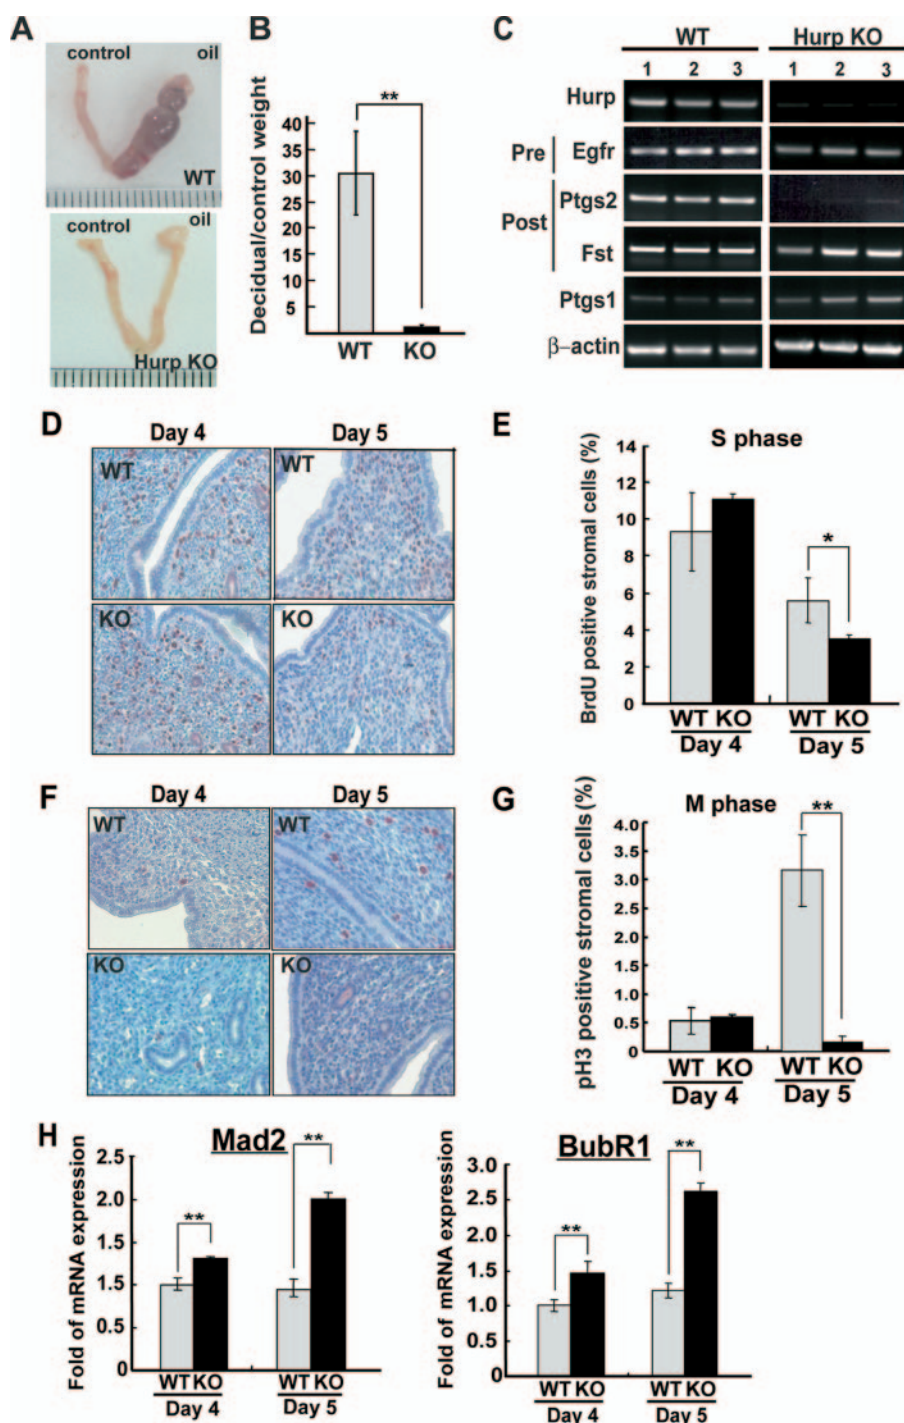 A
control
oil
WT
control
oil
Hurp KO
B
Decidual/control weight
40
35
30
25
20
15
10
5
**
WT
KO
C
WT
Hurp KO
1 2 3
1 2 3
Hurp
Pre
Egfr
Post
Ptgs2
Fst
Ptgs1
β-actin
D
Day 4
Day 5
WT
WT
KO
KO
E
S phase
BrdU positive stromal cells (%)
14
12
10
8
6
4
2
0
*
WT KO
WT KO
Day 4
Day 5
F
Day 4
Day 5
WT
WT
KO
KO
G
M phase
pH3 positive stromal cells (%)
4.0
3.5
3.0
2.5
2.0
1.5
1.0
0.5
0
**
WT KO
WT KO
Day 4
Day 5
H
Mad2
Fold of mRNA expression
2.5
2.0
1.5
1.5
0
**
**
WT KO
WT KO
Day 4
Day 5
BubR1
Fold of mRNA expression
3.0
2.5
2.0
1.5
1.0
0.5
0
**
**
WT KO
WT KO
Day 4
Day 5